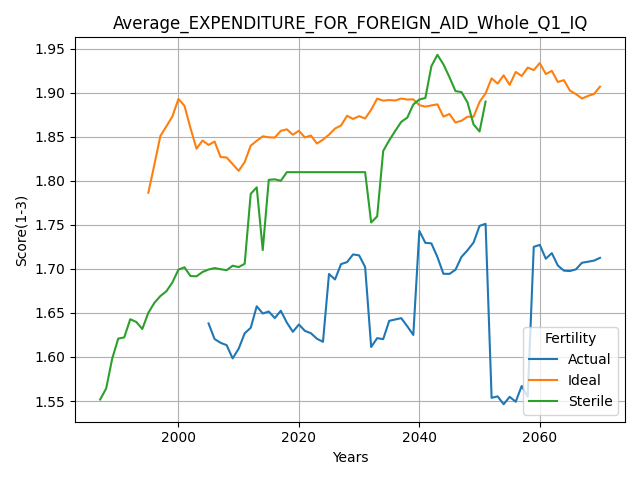 Average_EXPENDITURE_FOR_FOREIGN_AID_Whole_Q1_IQ
Score(1-3)
1.95
1.90
1.85
1.80
1.75
1.70
1.65
1.60
1.55
Fertility
Actual
Ideal
Sterile
2000
2020
2040
2060
Years